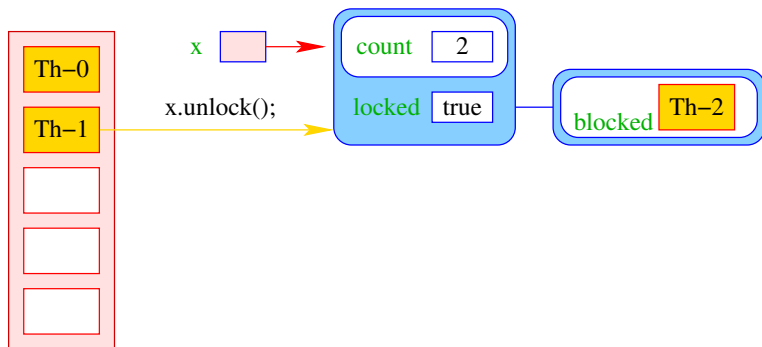 x
count 2
Th-0
x.unlock();
locked true
Th-1
blocked Th-2